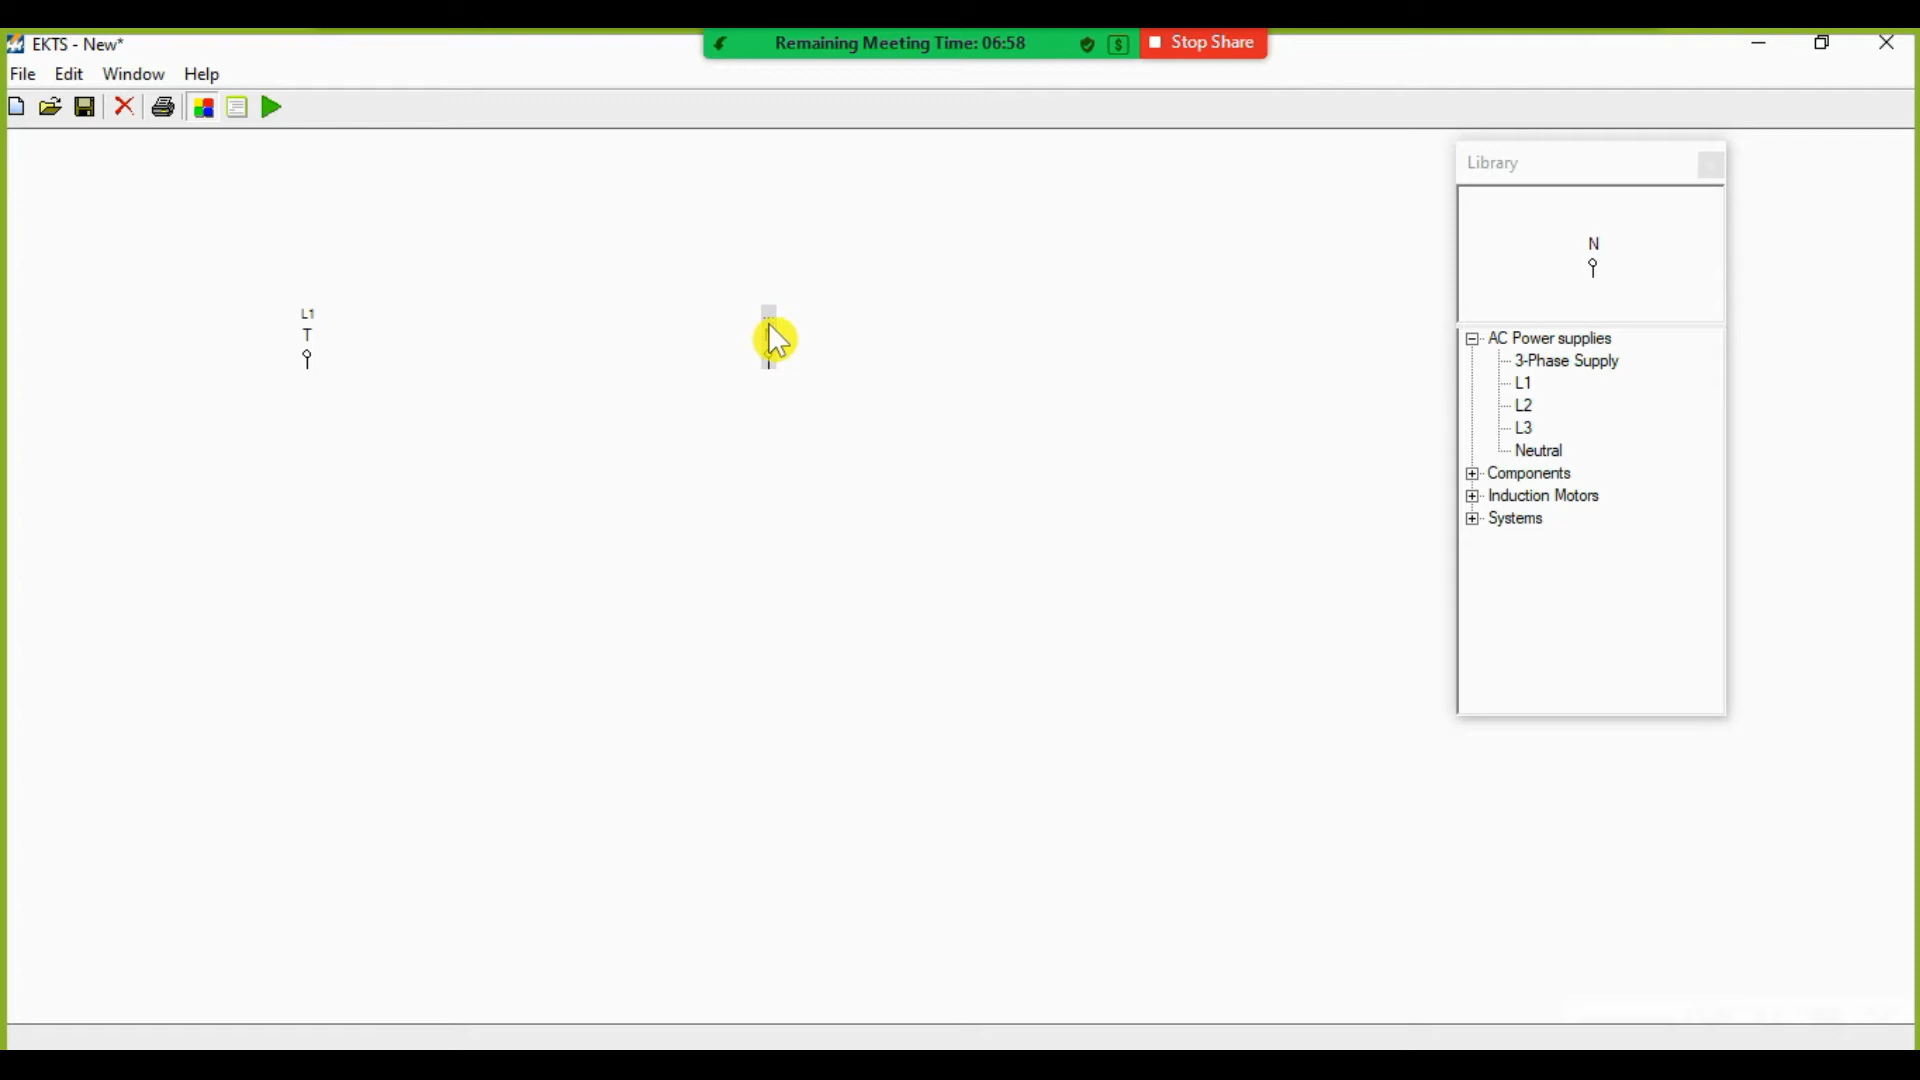 EKTS - New*
Remaining Meeting Time: 06:58
$
Stop Share
File Edit Window Help
Library
N
L1
T
...
AC Power supplies
3-Phase Supply
L1
L2
L3
Neutral
Components
Induction Motors
Systems